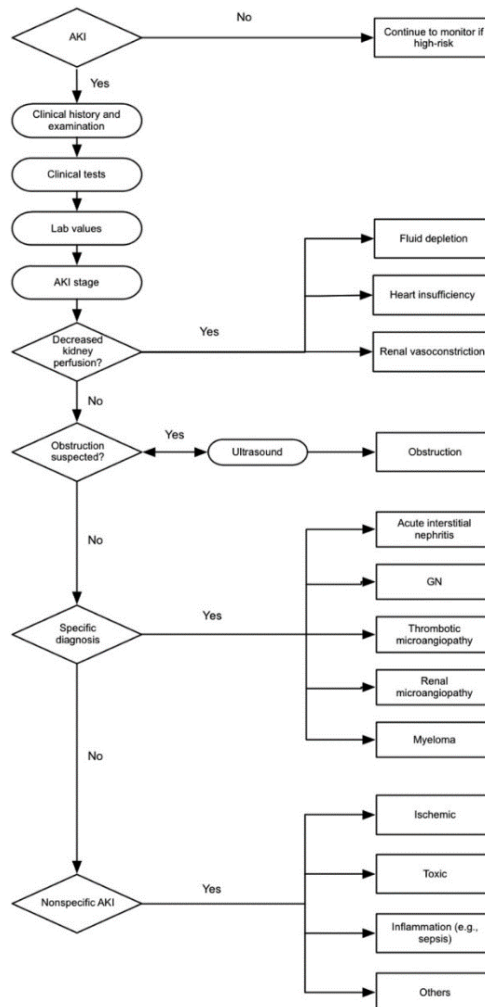 AKI
No
Continue to monitor if
high-risk
Yes
Clinical history and
examination
Clinical tests
Lab values
AKI stage
Fluid depletion
Heart insufficiency
Decreased
kidney
perfusion?
Yes
Renal vasoconstriction
No
Obstruction
suspected?
Yes
Ultrasound
Obstruction
No
Acute interstitial
nephritis
GN
Specific
diagnosis
Yes
Thrombotic
microangiopathy
Renal
microangiopathy
Myeloma
No
Ischemic
Toxic
Nonspecific AKI
Yes
Inflammation (e.g.,
sepsis)
Others